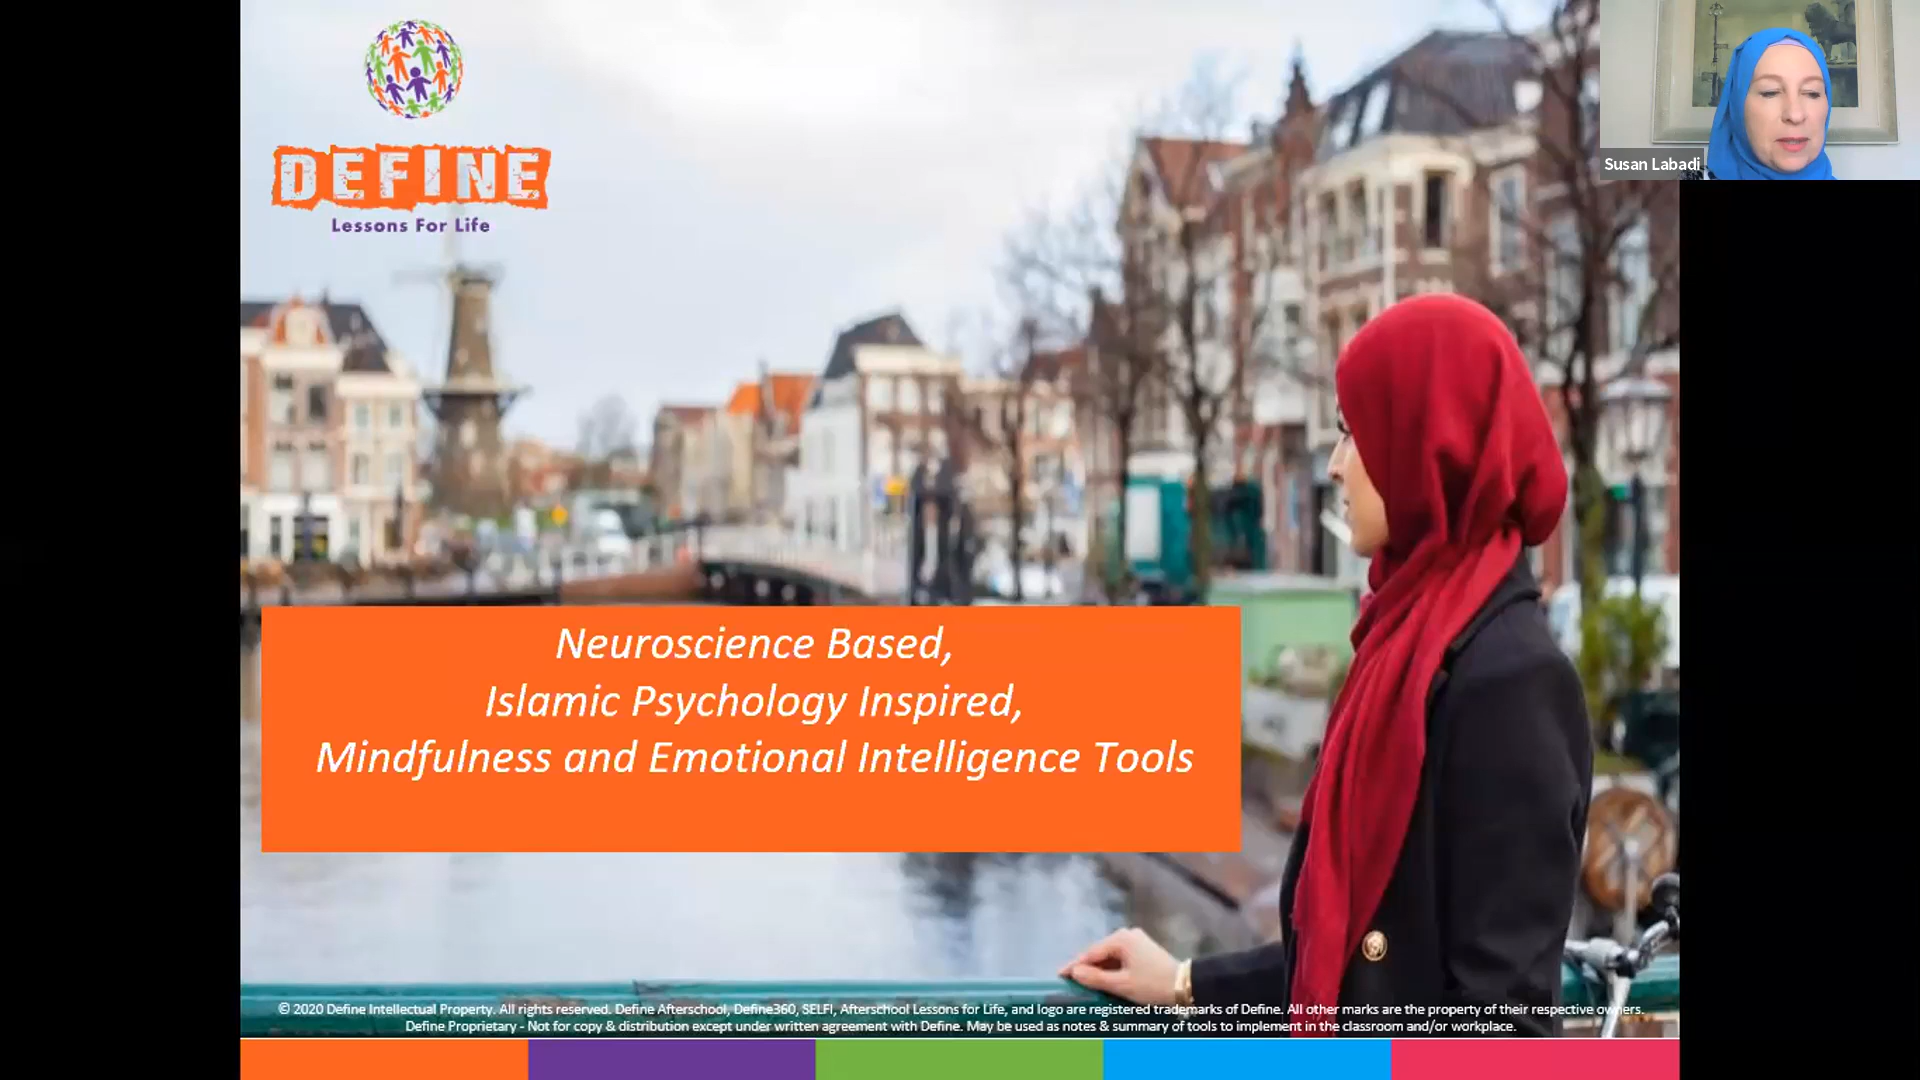 DEFINE
Lessons For Life
Susan Labadi
Neuroscience Based,
Islamic Psychology Inspired,
Mindfulness and Emotional Intelligence Tools
© 2020 Define Intellectual Property. All rights reserved. Define Afterschool, Define360, SELFI, Afterschool Lessons for Life, and logo are registered trademarks of Define. All other marks are the property of their respective owners.
Define Proprietary - Not for copy & distribution except under written agreement with Define. May be used as notes & summary of tools to implement in the classroom and/or workplace.